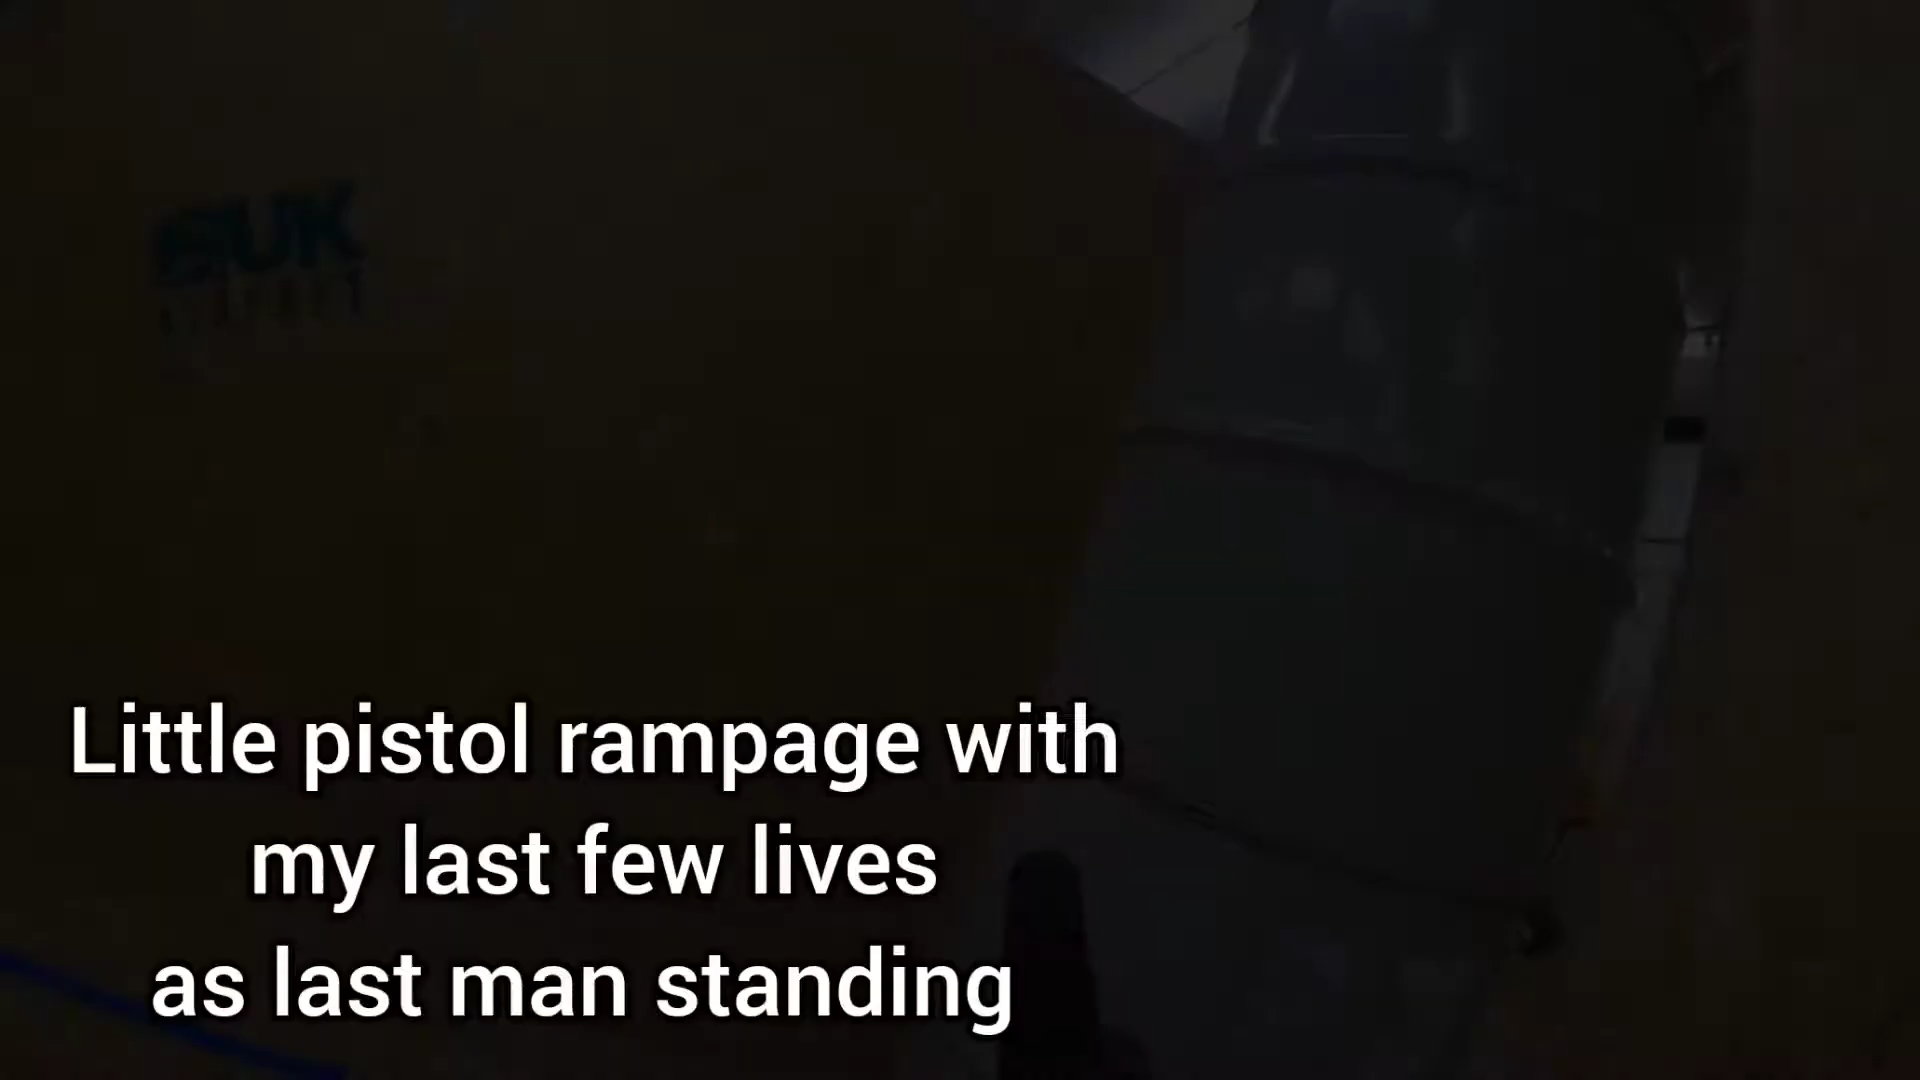 Little pistol rampage with
my last few lives
as last man standing